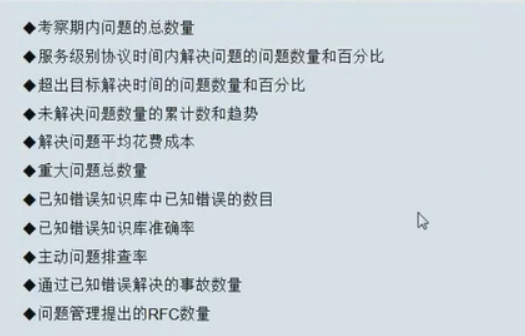 ◆考察期内问题的总数量
◆服务级别协议时间内解决问题的问题数量和百分比
◆超出目标解决时间的问题数量和百分比
◆未解决问题数量的累计数和趋势
◆解决问题平均花费成本
◆重大问题总数量
◆已知错误知识库中已知错误的数目
◆已知错误知识库准确率
◆主动问题排查率
◆通过已知错误解决的事故数量
◆问题管理提出的RFC数量